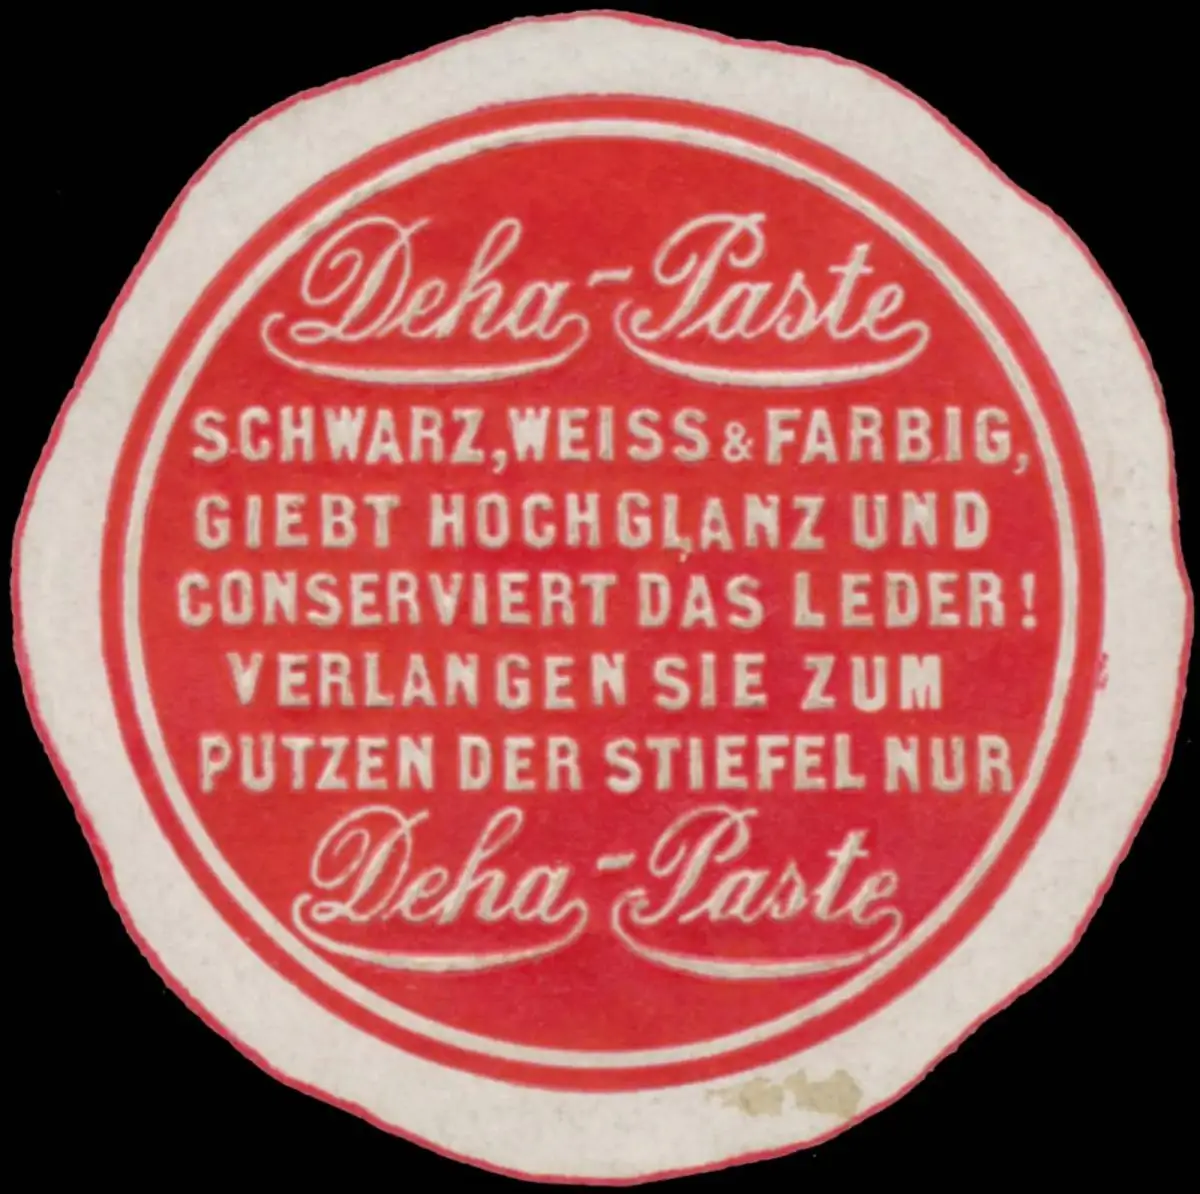 Deha-Paste
SCHWARZ, WEISS & FARBIG,
GIEBT HOCHGLANZ UND
CONSERVIERT DAS LEDER!
VERLANGEN SIE ZUM
PUTZEN DER STIEFEL NUR
Deha-Paste